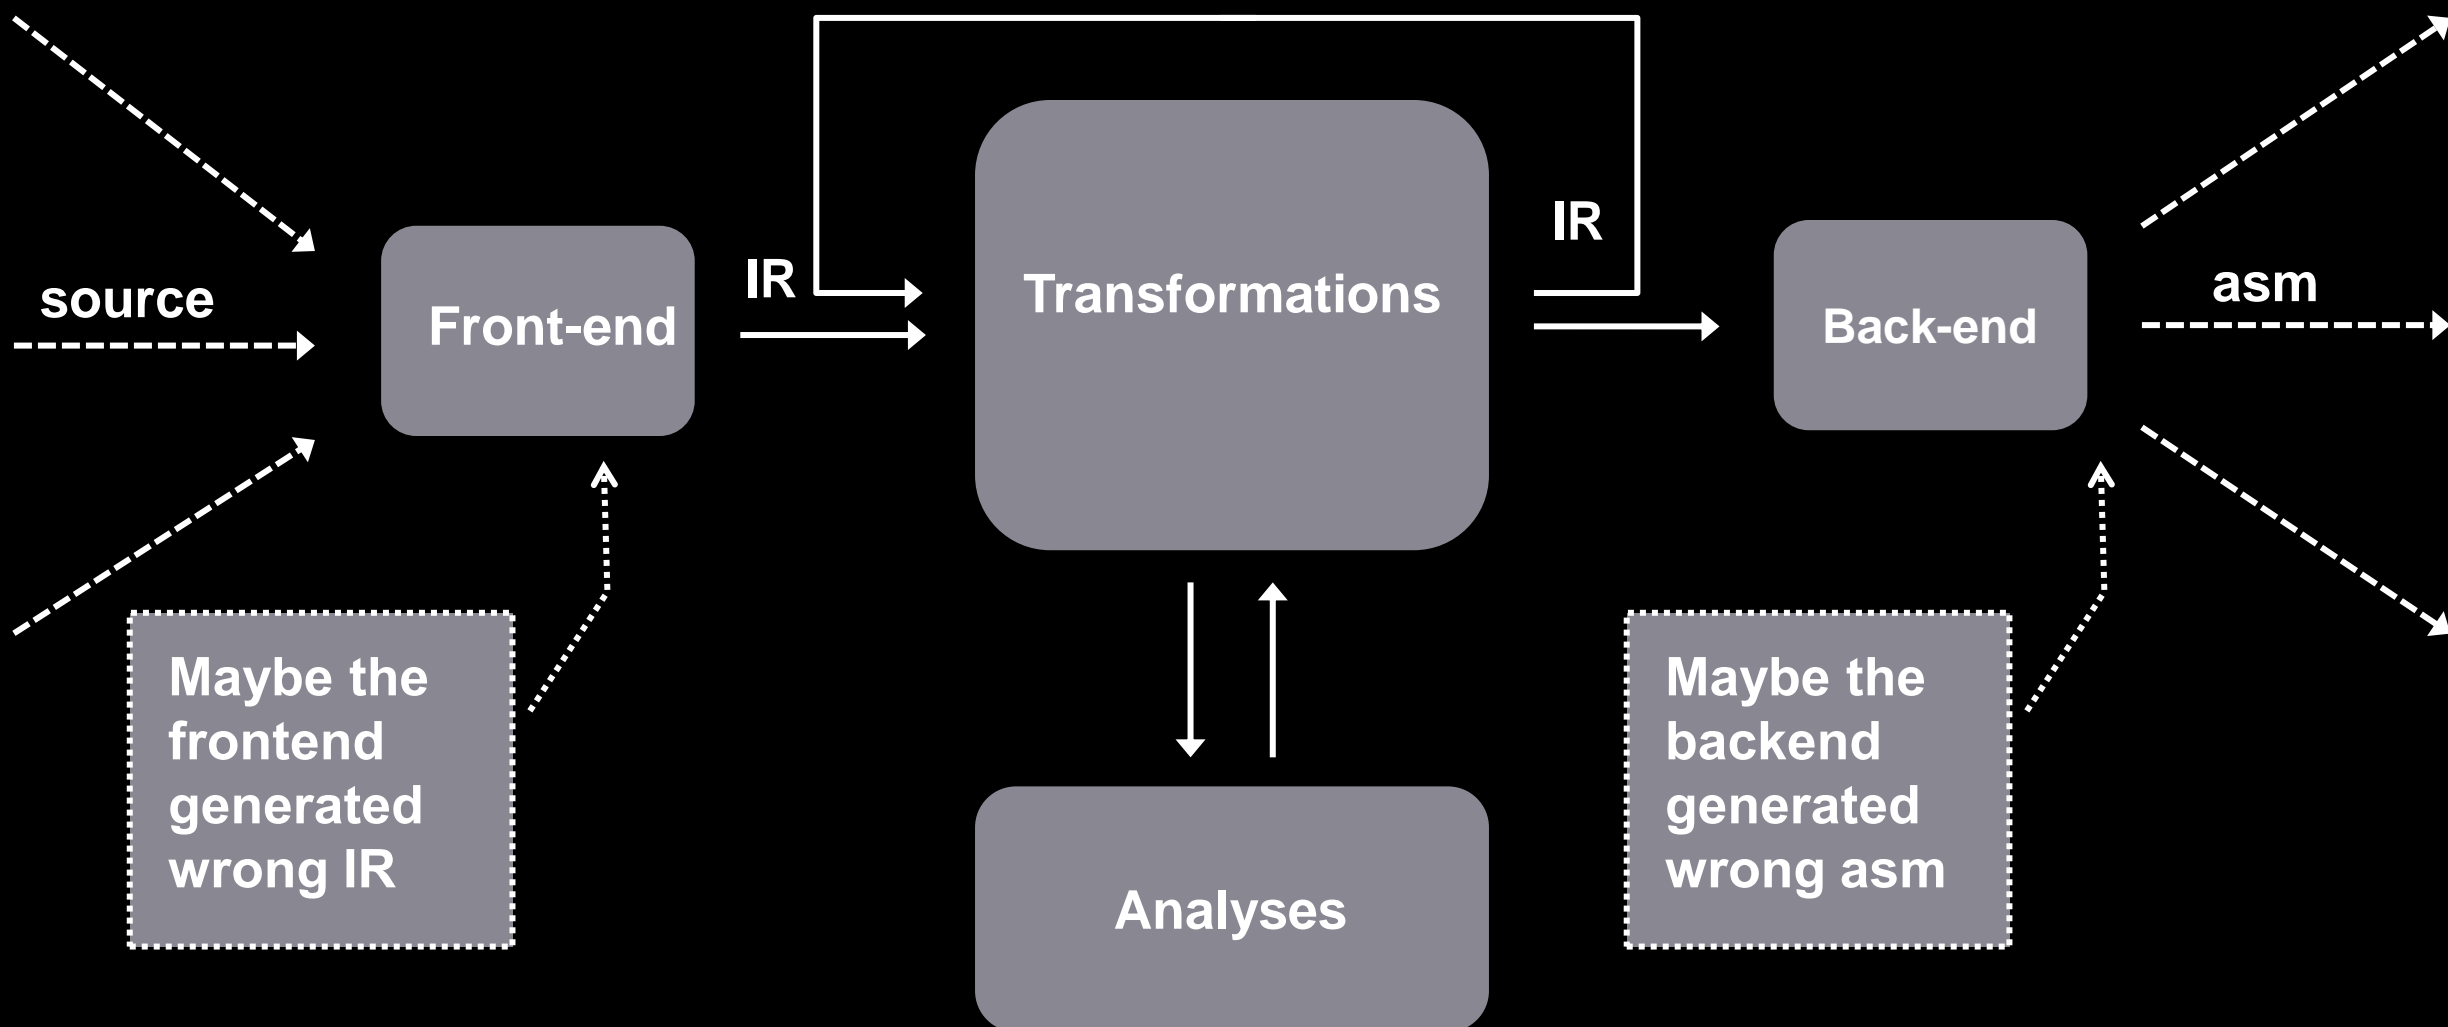 source
Front-end
IR
Transformations
IR
Back-end
asm
Maybe the
frontend
generated
wrong IR
Analyses
Maybe the
backend
generated
wrong asm